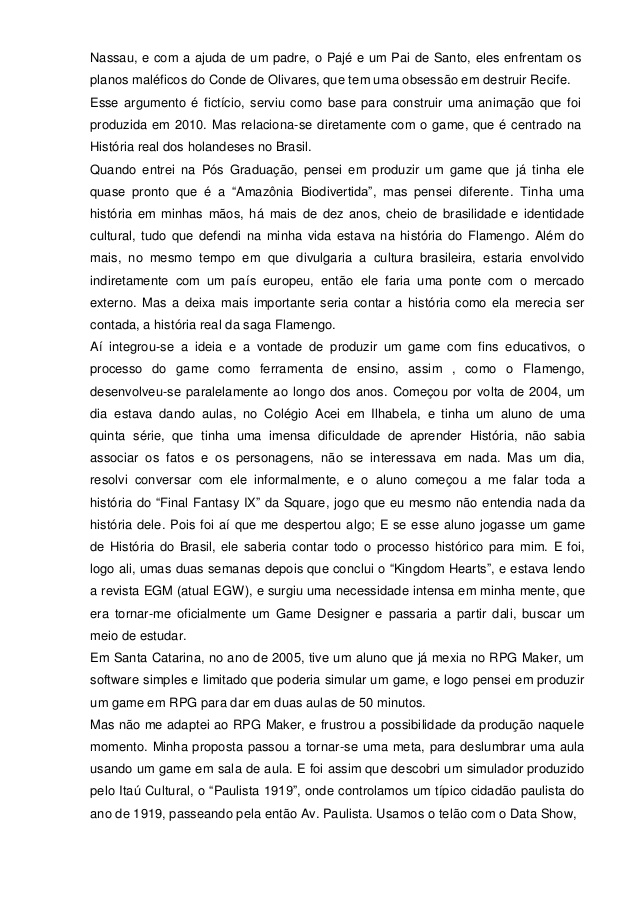 Nassau, e com a ajuda de um padre, o Pajé e um Pai de Santo, eles enfrentam os
planos maléficos do Conde de Olivares, que tem uma obsessão em destruir Recife.
Esse argumento é fictício, serviu como base para construir uma animação que foi
produzida em 2010. Mas relaciona-se diretamente com o game, que é centrado na
História real dos holandeses no Brasil.
Quando entrei na Pós Graduação, pensei em produzir um game que já tinha ele
quase pronto que é a “Amazônia Biodivertida”, mas pensei diferente. Tinha uma
história em minhas mãos, há mais de dez anos, cheio de brasilidade e identidade
cultural, tudo que defendi na minha vida estava na história do Flamengo. Além do
mais, no mesmo tempo em que divulgaria a cultura brasileira, estaria envolvido
indiretamente com um país europeu, então ele faria uma ponte com o mercado
externo. Mas a deixa mais importante seria contar a história como ela merecia ser
contada, a história real da saga Flamengo.
Aí integrou-se a ideia e a vontade de produzir um game com fins educativos, o
processo do game como ferramenta de ensino, assim , como o Flamengo,
desenvolveu-se paralelamente ao longo dos anos. Começou por volta de 2004, um
dia estava dando aulas, no Colégio Acei em Ilhabela, e tinha um aluno de uma
quinta série, que tinha uma imensa dificuldade de aprender História, não sabia
associar os fatos e os personagens, não se interessava em nada. Mas um dia,
resolvi conversar com ele informalmente, e o aluno começou a me falar toda a
história do “Final Fantasy IX” da Square, jogo que eu mesmo não entendia nada da
história dele. Pois foi aí que me despertou algo; E se esse aluno jogasse um game
de História do Brasil, ele saberia contar todo o processo histórico para mim. E foi,
logo ali, umas duas semanas depois que conclui o “Kingdom Hearts”, e estava lendo
a revista EGM (atual EGW), e surgiu uma necessidade intensa em minha mente, que
era tornar-me oficialmente um Game Designer e passaria a partir dali, buscar um
meio de estudar.
Em Santa Catarina, no ano de 2005, tive um aluno que já mexia no RPG Maker, um
software simples e limitado que poderia simular um game, e logo pensei em produzir
um game em RPG para dar em duas aulas de 50 minutos.
Mas não me adaptei ao RPG Maker, e frustrou a possibilidade da produção naquele
momento. Minha proposta passou a tornar-se uma meta, para deslumbrar uma aula
usando um game em sala de aula. E foi assim que descobri um simulador produzido
pelo Itaú Cultural, o “Paulista 1919”, onde controlamos um típico cidadão paulista do
ano de 1919, passeando pela então Av. Paulista. Usamos o telão com o Data Show,